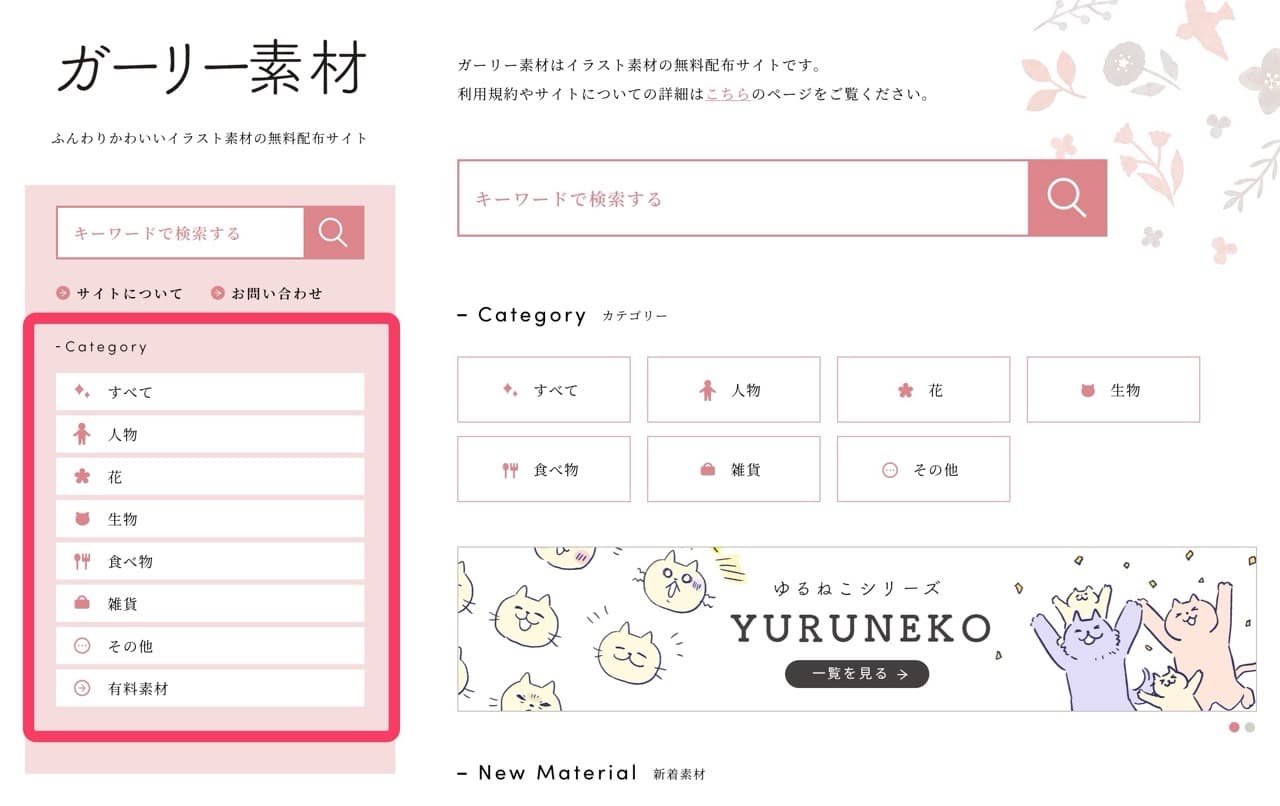 ガーリー素材
ふんわりかわいいイラスト素材の無料配布サイト
キーワードで検索する
サイトについて
お問い合わせ
-Category
すべて
人物
花
生物
食べ物
雑貨
その他
有料素材
ガーリー素材はイラスト素材の無料配布サイトです。
利用規約やサイトについての詳細はこちらのページをご覧ください。
キーワードで検索する
– Category カテゴリー
すべて
人物
花
生物
食べ物
雑貨
その他
ゆるねこシリーズ
YURUNEKO
一覧を見る →
– New Material 新着素材